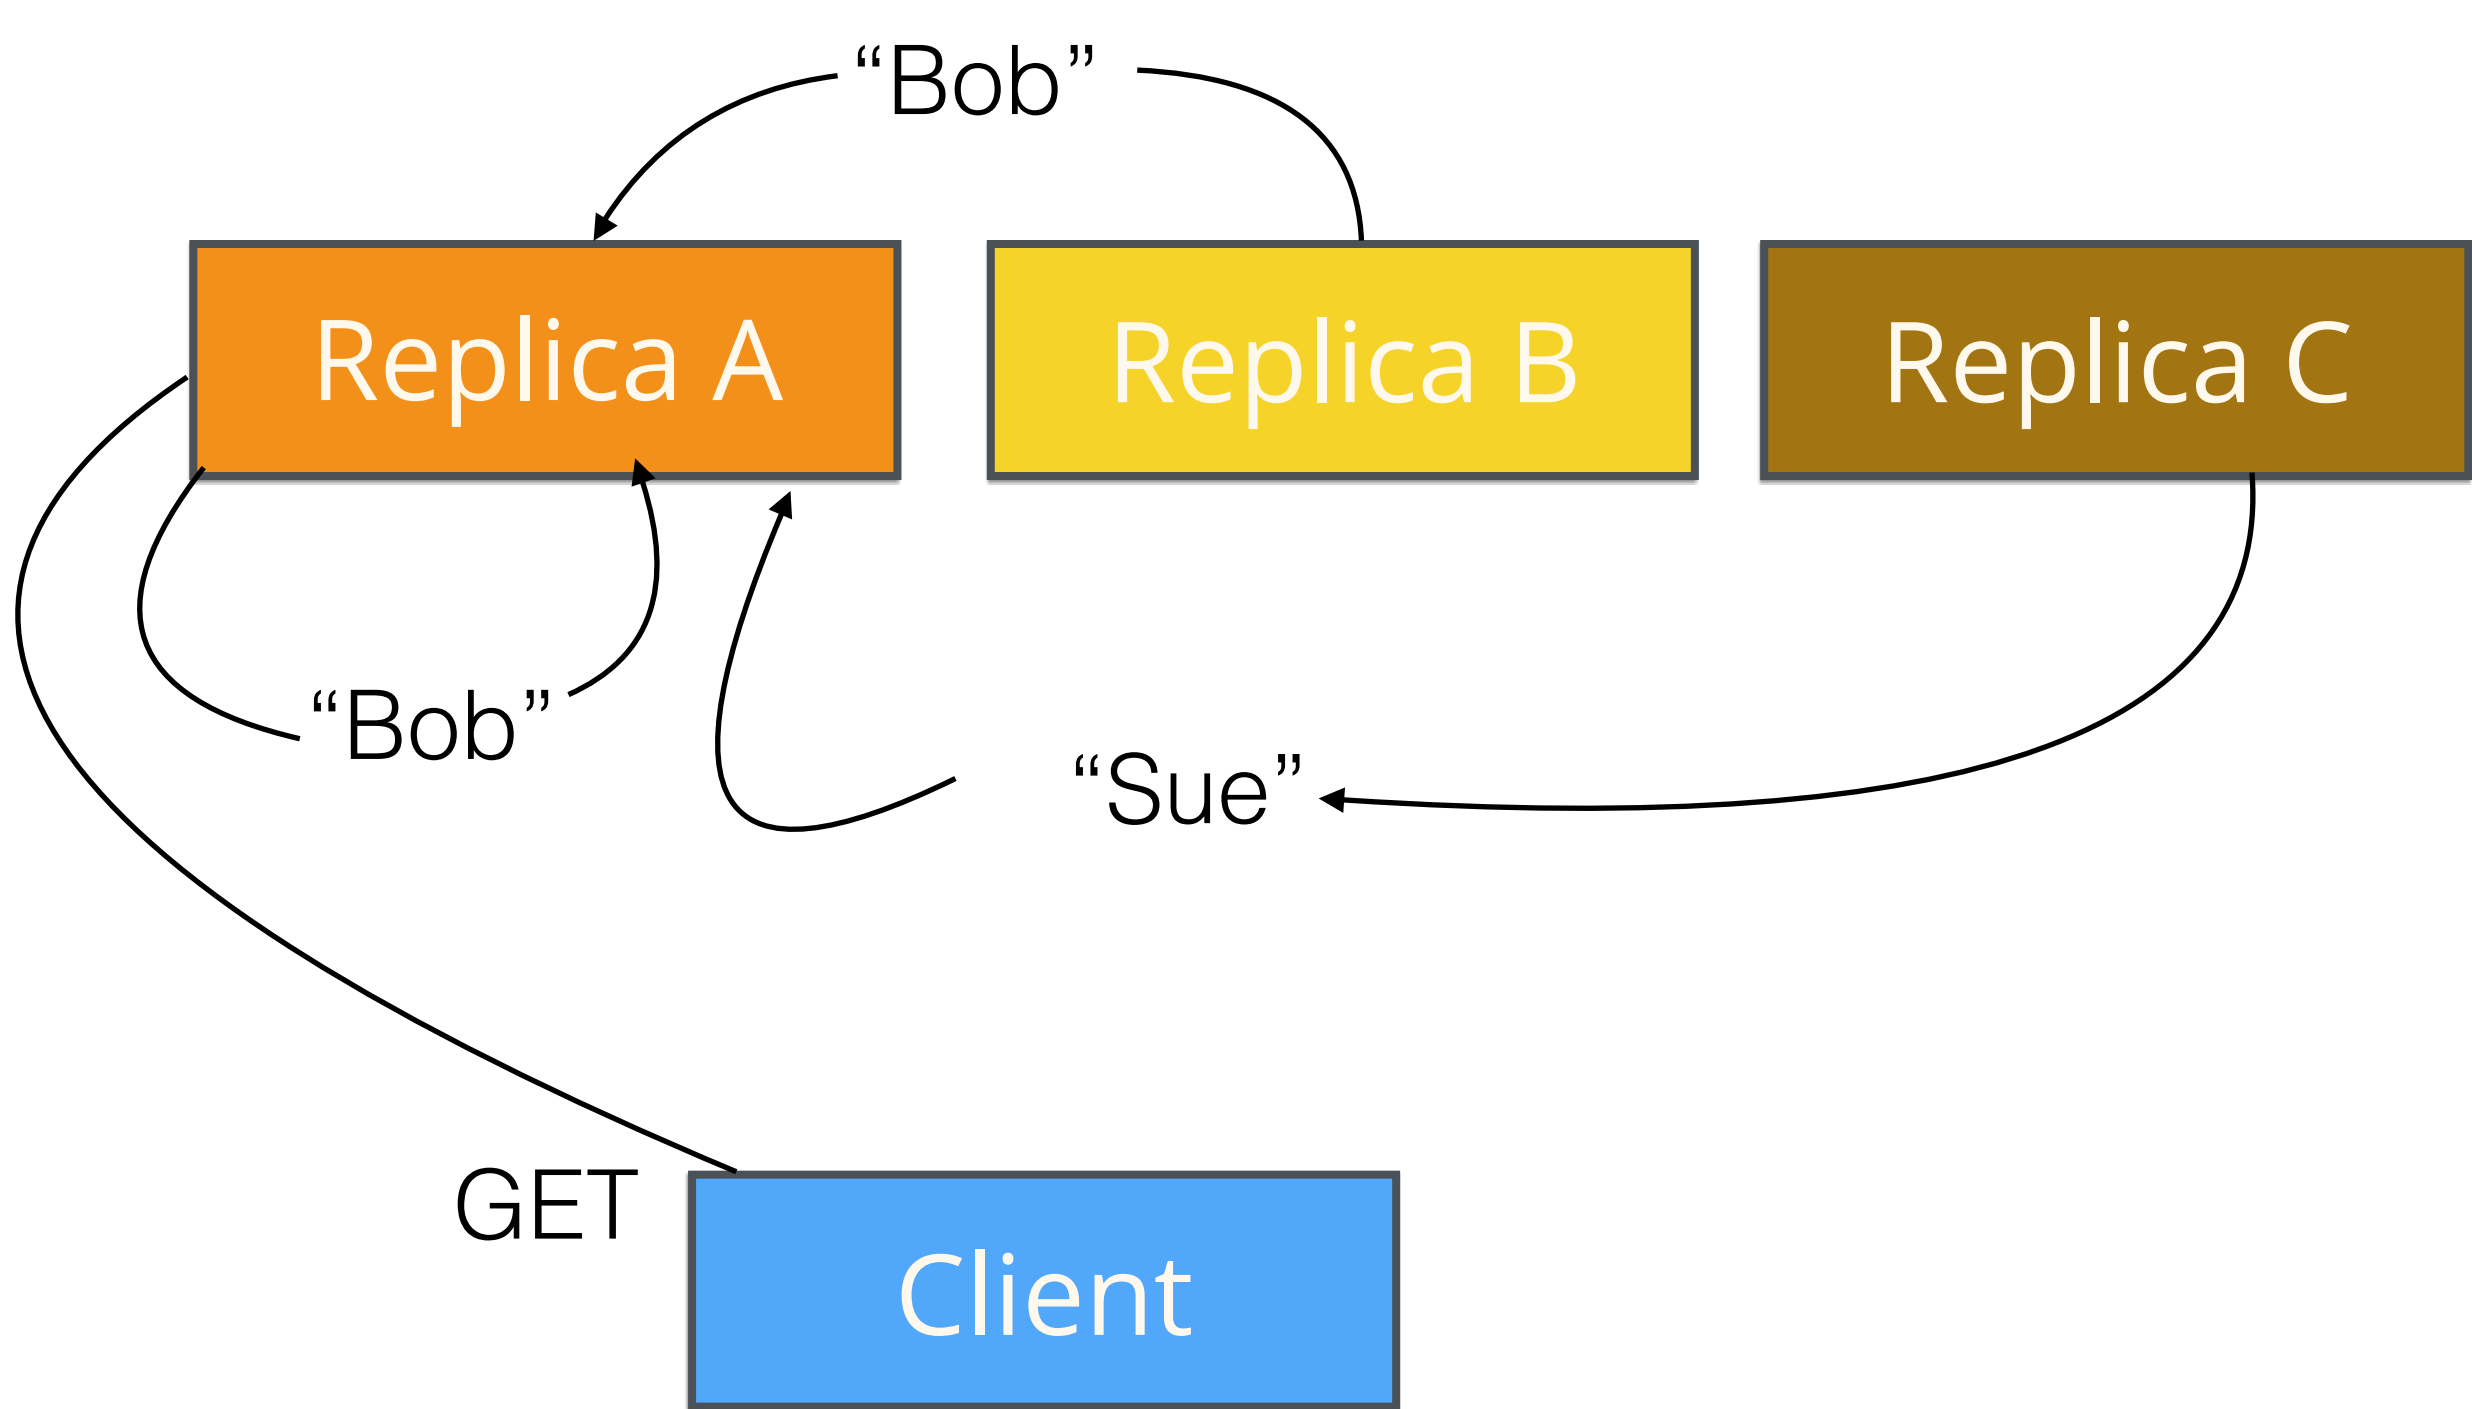 “Bob”
Replica A
Replica B
Replica C
“Bob”
“Sue”
GET
Client